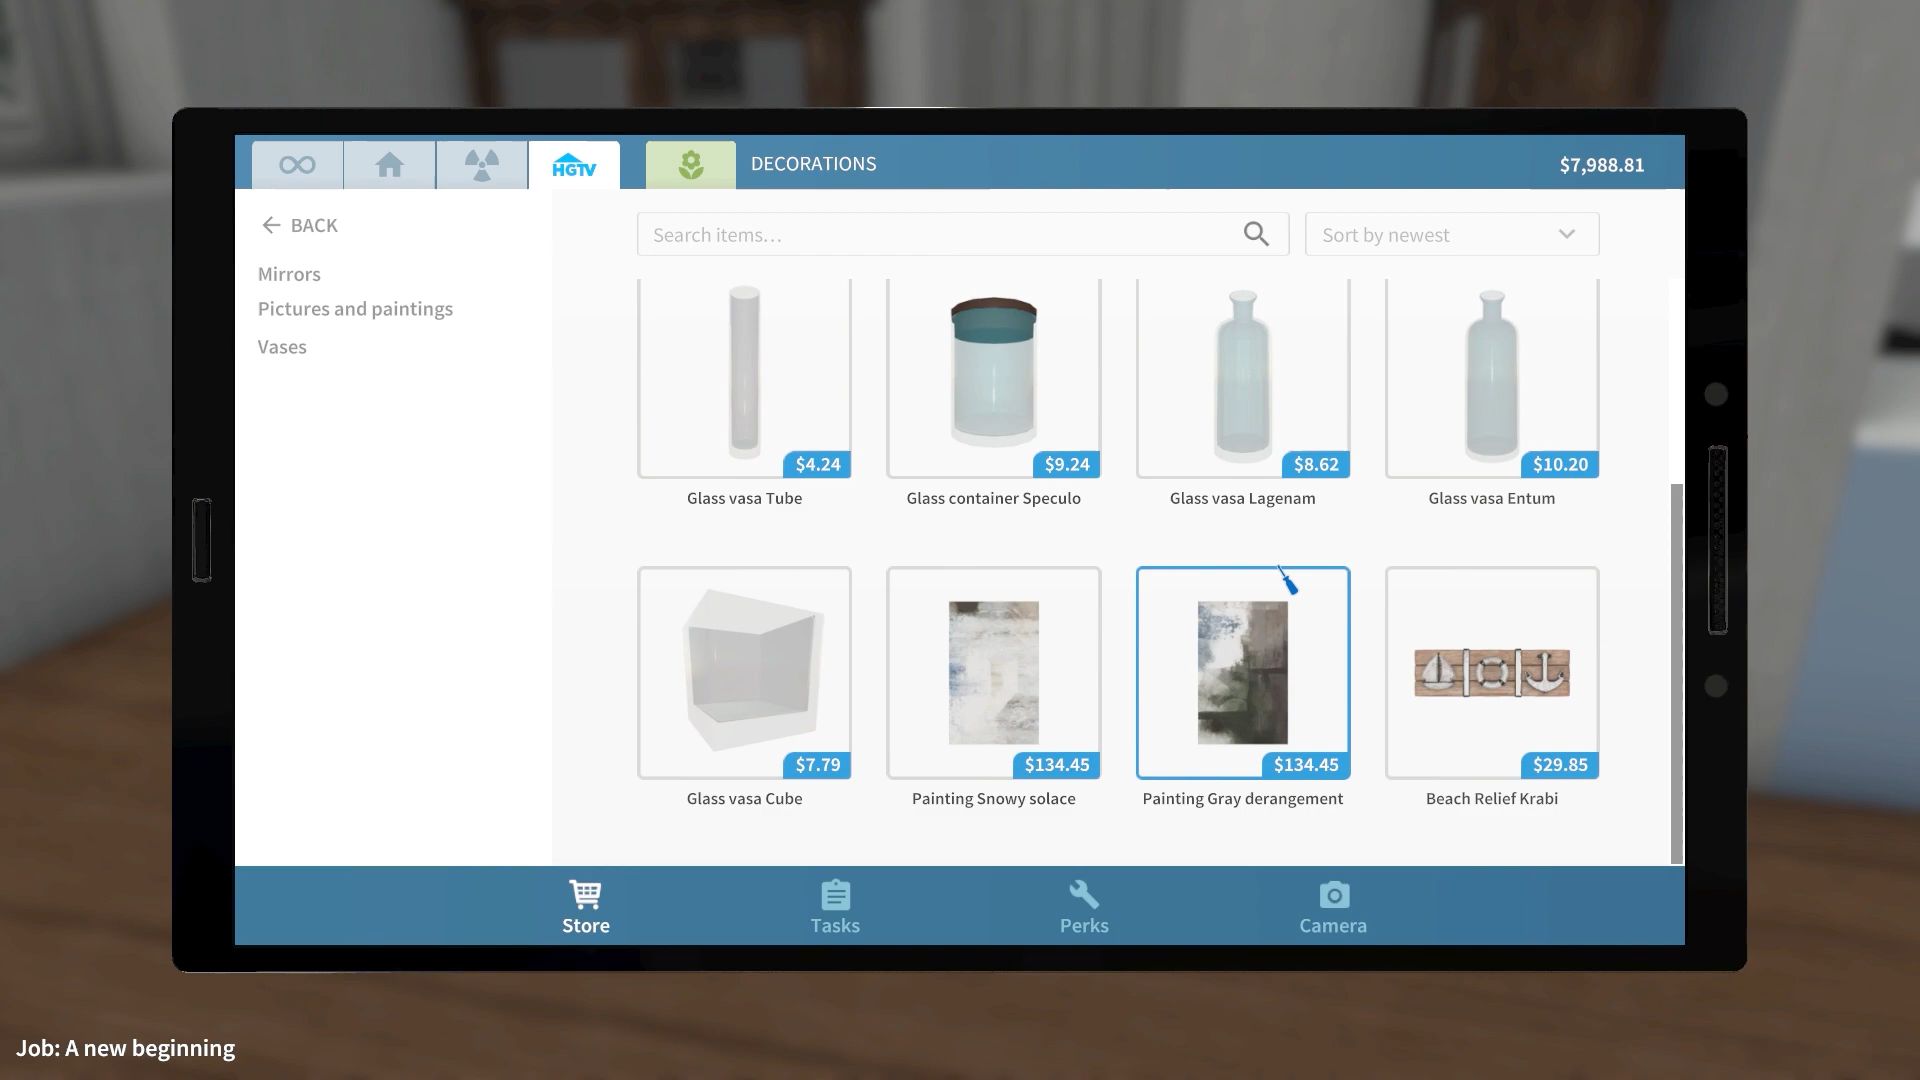 HGTV
DECORATIONS
$7,988.81
BACK
Mirrors
Pictures and paintings
Vases
Search items...
Sort by newest
$4.24
$9.24
$8.62
$10.20
Glass vasa Tube
Glass container Speculo
Glass vasa Lagenam
Glass vasa Entum
$7.79
$134.45
$134.45
$29.85
Glass vasa Cube
Painting Snowy solace
Painting Gray derangement
Beach Relief Krabi
Store
Tasks
Perks
Camera
Job: A new beginning